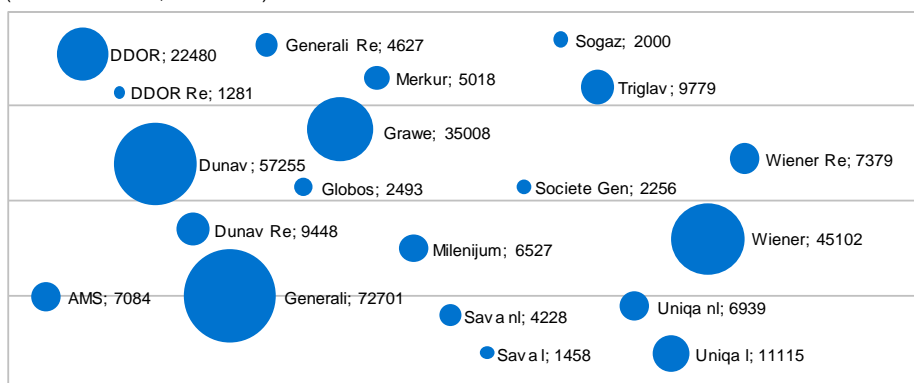 DDOR; 22480
Generali Re; 4627
Sogaz; 2000
DDOR Re; 1281
Merkur; 5018
Triglav; 9779
Dunav; 57255
Grawe; 35008
Wiener Re; 7379
Globos; 2493
Societe Gen; 2256
Dunav Re; 9448
Milenijum; 6527
Wiener; 45102
AMS; 7084
Generali; 72701
Sava nl; 4228
Uniqa nl; 6939
Sava l; 1458
Uniqa l; 11115